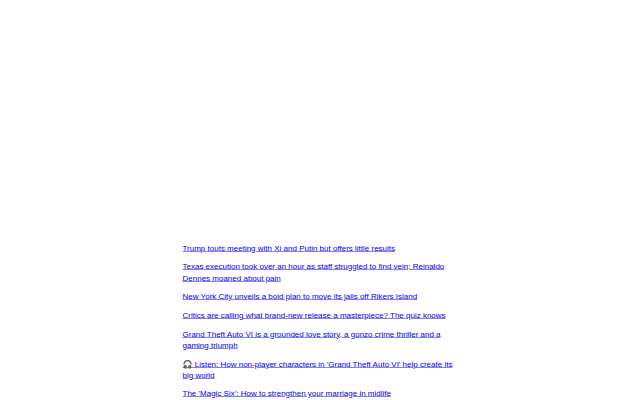 Trump touts meeting with Xi and Putin but offers little results
Texas execution took over an hour as staff struggled to find vein; Reinaldo
Dennes moaned about pain
New York City unveils a bold plan to move its jails off Rikers Island
Critics are calling what brand-new release a masterpiece? The quiz knows
Grand Theft Auto VI is a grounded love story, a gonzo crime thriller and a
gaming triumph
🎧 Listen: How non-player characters in 'Grand Theft Auto VI' help create its
big world
The 'Magic Six': How to strengthen your marriage in midlife